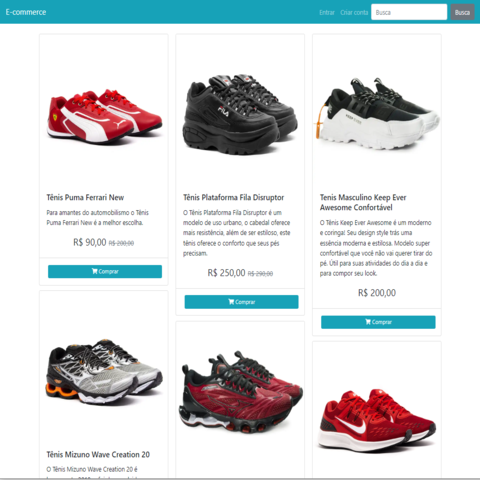 E-commerce
Entrar
Criar conta
Busca
Busca
Tênis Puma Ferrari New
Para amantes do automobilismo o Tênis
Puma Ferrari New é a melhor escolha.
R$ 90,00 R$ 200,00
Comprar
FILA
Tênis Plataforma Fila Disruptor
O Tênis Plataforma Fila Disruptor é um
modelo de uso urbano, o cabedal oferece
mais resistência, além de ser estiloso, este
tênis oferece o conforto que seus pés
precisam.
R$ 250,00 R$ 290,00
Comprar
Tenis Masculino Keep Ever
Awesome Confortável
O Tênis Keep Ever Awesome é um moderno
e coringa! Seu design style trás uma
essência moderna e estilosa. Modelo super
confortável que você não vai querer tirar do
pé. Útil para suas atividades do dia a dia e
para compor seu look.
R$ 200,00
Comprar
Tênis Mizuno Wave Creation 20
O Tênis Mizuno Wave Creation 20 é